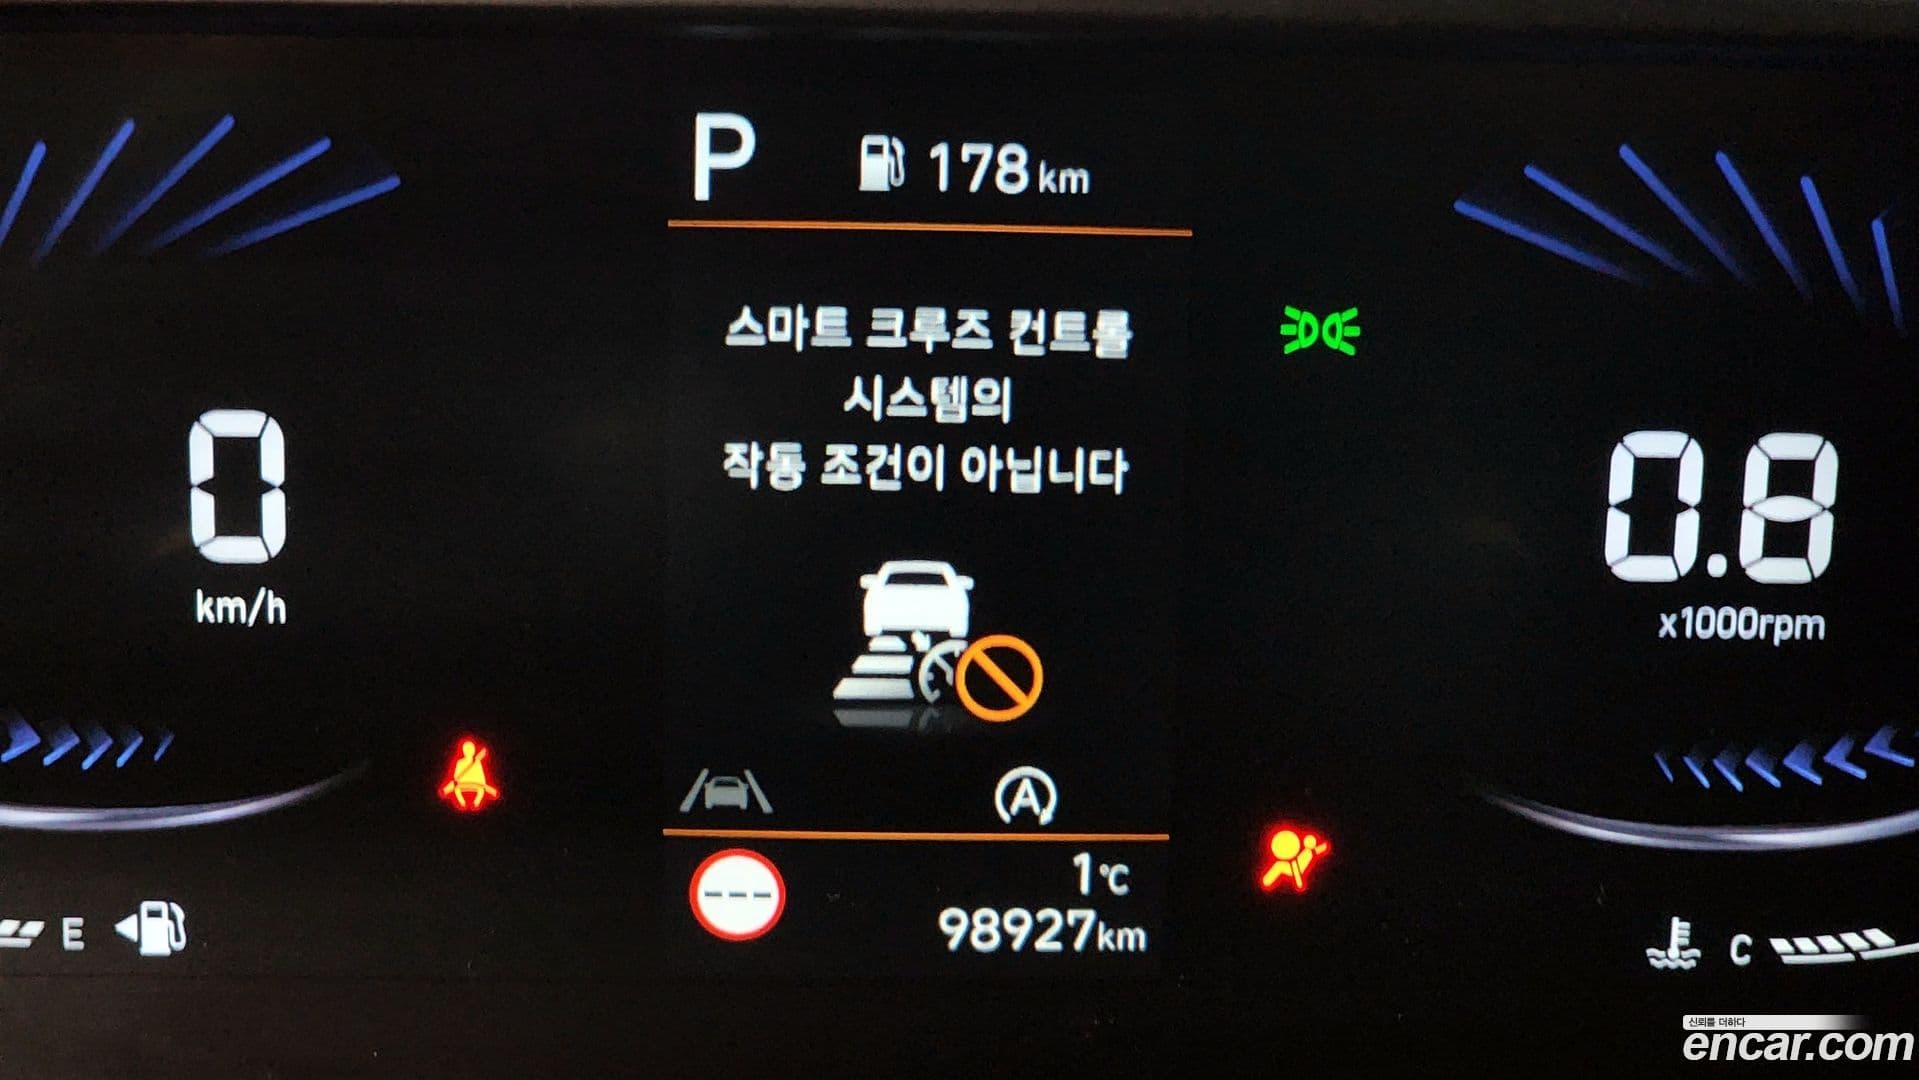 P 178 km
스마트 크루즈 컨트롤
시스템의
작동 조건이 아닙니다
0
km/h
0.8
x1000rpm
A
---
1°C
98927km
E
C
신뢰를 더하다
encar.com